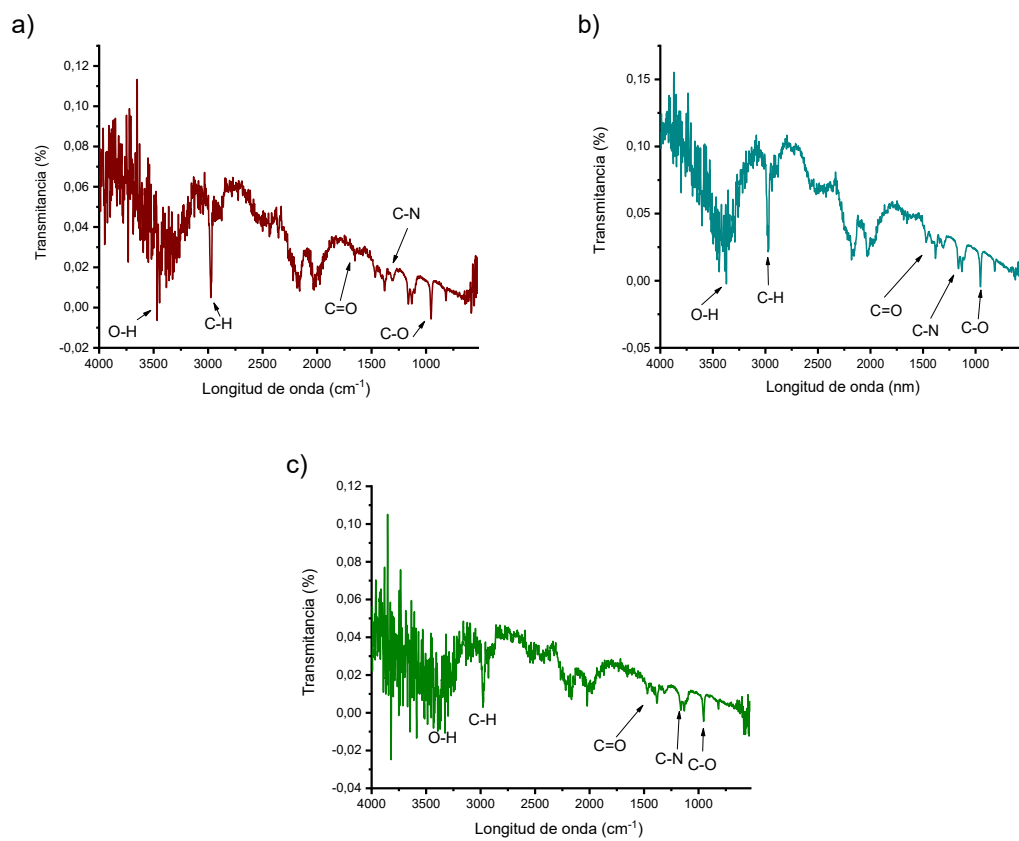 a)
0,12
0,10
0,08
0,06
0,04
0,02
0,00
-0,02
Transmitancia (%)
C-N
C=O
O-H
C-H
C-O
4000 3500 3000 2500 2000 1500 1000
Longitud de onda (cm⁻¹)
b)
0,15
0,10
0,05
0,00
-0,05
Transmitancia (%)
O-H
C-H
C=O
C-N
C-O
4000 3500 3000 2500 2000 1500 1000
Longitud de onda (nm)
c)
0,12
0,10
0,08
0,06
0,04
0,02
0,00
-0,02
-0,04
Transmitancia (%)
O-H
C-H
C=O
C-N
C-O
4000 3500 3000 2500 2000 1500 1000
Longitud de onda (cm⁻¹)